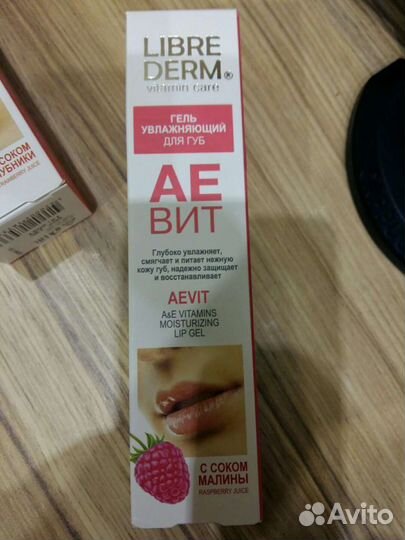 LIBRE
DERM®
vitamin care
ГЕЛЬ
УВЛАЖНЯЮЩИЙ
ДЛЯ ГУБ
АЕ
ВИТ
Глубоко увлажняет,
смягчает и питает нежную
кожу губ, надежно защищает
и восстанавливает
AEVIT
A&E VITAMINS
MOISTURIZING
LIP GEL
С СОКОМ
МАЛИНЫ
RASPBERRY JUICE
СОКОМ
УБНИКИ
Avito